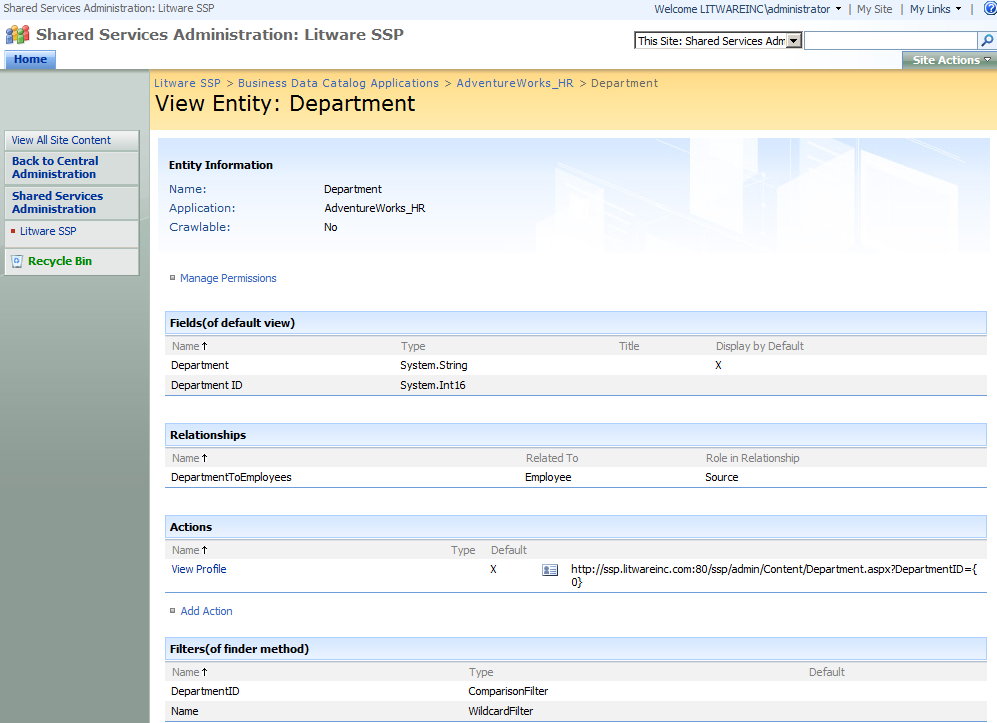 Shared Services Administration: Litware SSP
Welcome LITWAREINC\administrator | My Site | My Links |
Shared Services Administration: Litware SSP
This Site: Shared Services Adm
Home
Site Actions
Litware SSP > Business Data Catalog Applications > AdventureWorks_HR > Department
View Entity: Department
View All Site Content
Back to Central
Administration
Shared Services
Administration
Litware SSP
Recycle Bin
Entity Information
Name: Department
Application: AdventureWorks_HR
Crawlable: No
Manage Permissions
Fields(of default view)
Name Type Title Display by Default
Department System.String X
Department ID System.Int16
Relationships
Name Related To Role in Relationship
DepartmentToEmployees Employee Source
Actions
Name Type Default
View Profile X http://ssp.litwareinc.com:80/ssp/admin/Content/Department.aspx?DepartmentID={
0}
Add Action
Filters(of finder method)
Name Type Default
DepartmentID ComparisonFilter
Name WildcardFilter